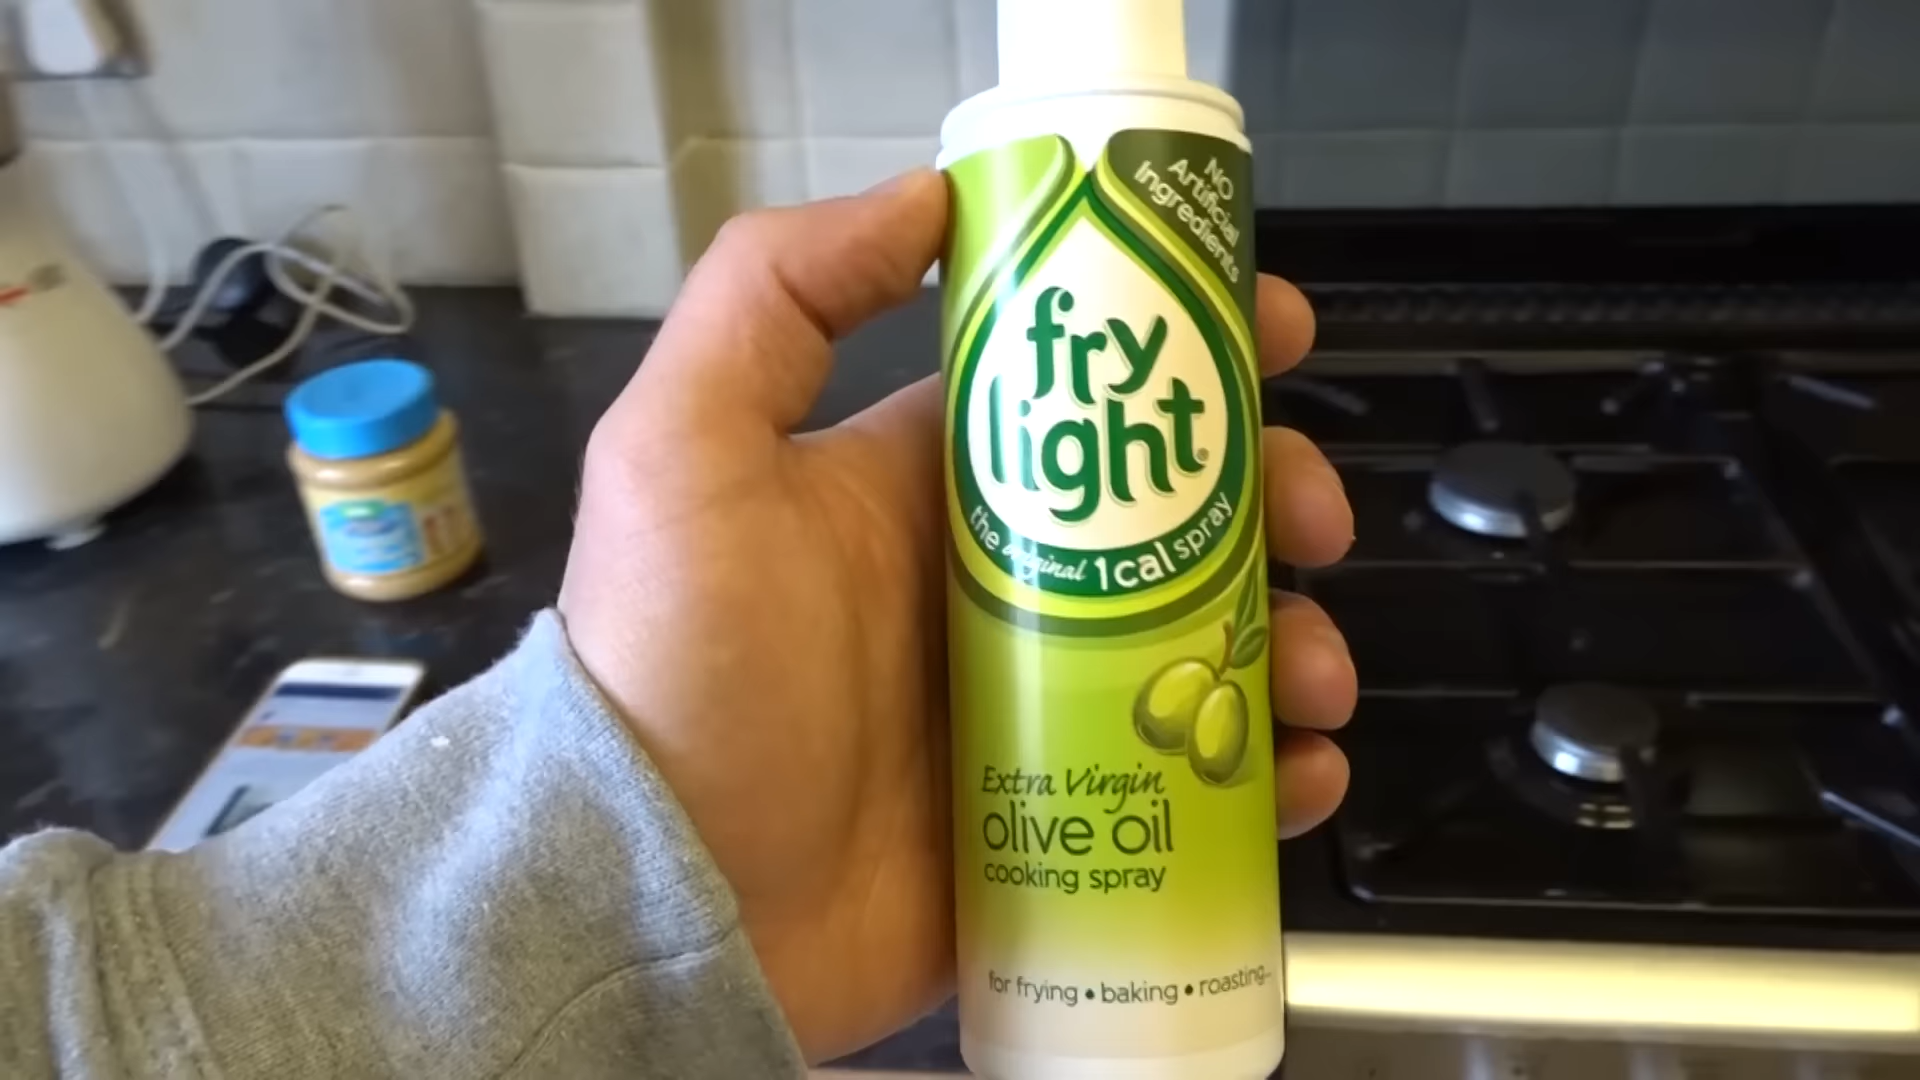 NO
Artificial
Ingredients
fry
light
the original 1cal spray
Extra Virgin
olive oil
cooking spray
for frying • baking • roasting...